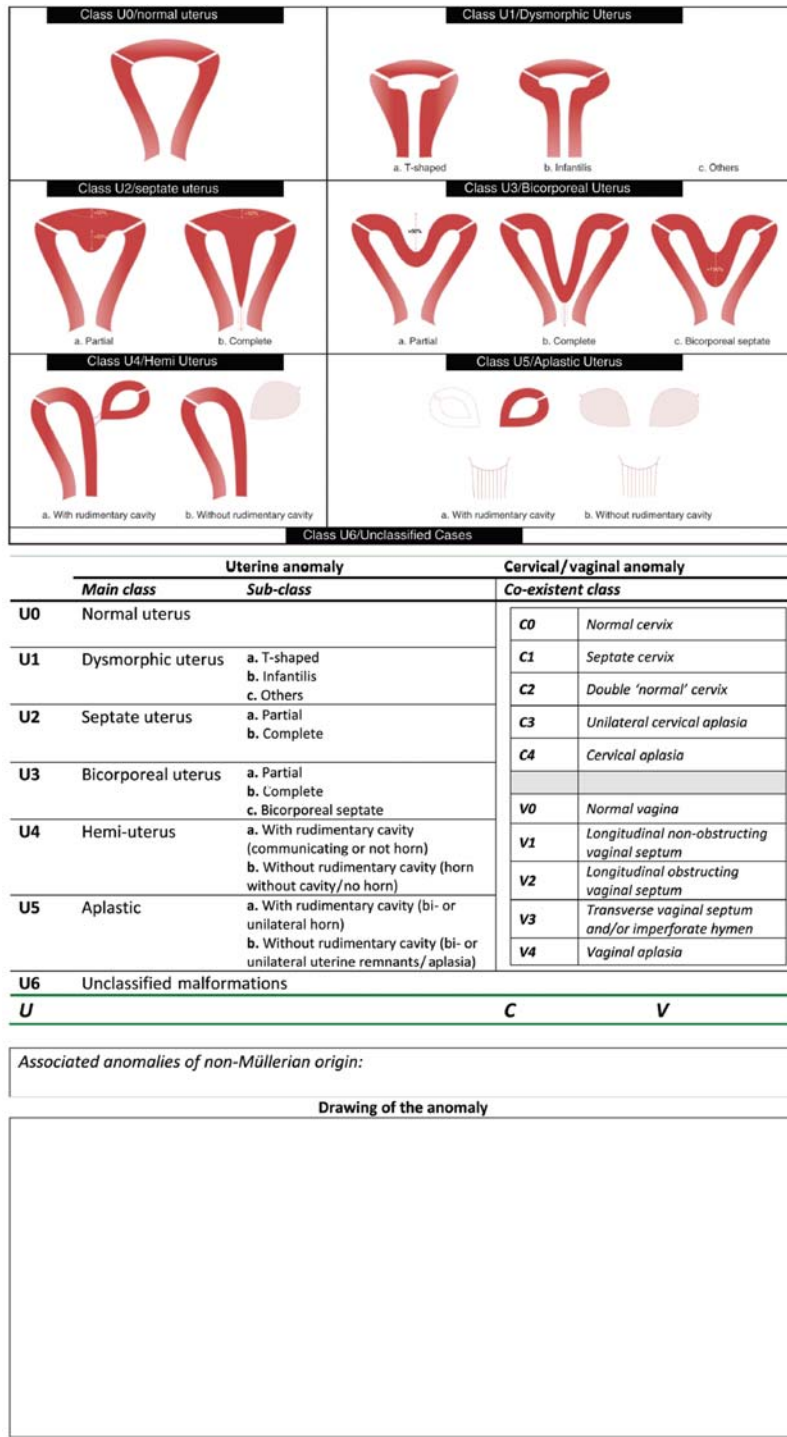 Class U0/normal uterus
Class U1/Dysmorphic Uterus
a. T-shaped
b. Infantilis
c. Others
Class U2/septate uterus
Class U3/Bicorporeal Uterus
>50%
a. Partial
b. Complete
a. Partial
b. Complete
c. Bicorporeal septate
Class U4/Hemi Uterus
Class U5/Aplastic Uterus
a. With rudimentary cavity
b. Without rudimentary cavity
a. With rudimentary cavity
b. Without rudimentary cavity
Class U6/Unclassified Cases
Uterine anomaly
Cervical/vaginal anomaly
Main class
Sub-class
Co-existent class
U0 Normal uterus
U1 Dysmorphic uterus
a. T-shaped
b. Infantilis
c. Others
U2 Septate uterus
a. Partial
b. Complete
U3 Bicorporeal uterus
a. Partial
b. Complete
c. Bicorporeal septate
U4 Hemi-uterus
a. With rudimentary cavity
(communicating or not horn)
b. Without rudimentary cavity (horn
without cavity/no horn)
U5 Aplastic
a. With rudimentary cavity (bi- or
unilateral horn)
b. Without rudimentary cavity (bi- or
unilateral uterine remnants/aplasia)
U6 Unclassified malformations
C0 Normal cervix
C1 Septate cervix
C2 Double 'normal' cervix
C3 Unilateral cervical aplasia
C4 Cervical aplasia
V0 Normal vagina
V1 Longitudinal non-obstructing
vaginal septum
V2 Longitudinal obstructing
vaginal septum
V3 Transverse vaginal septum
and/or imperforate hymen
V4 Vaginal aplasia
U C V
Associated anomalies of non-Müllerian origin:
Drawing of the anomaly